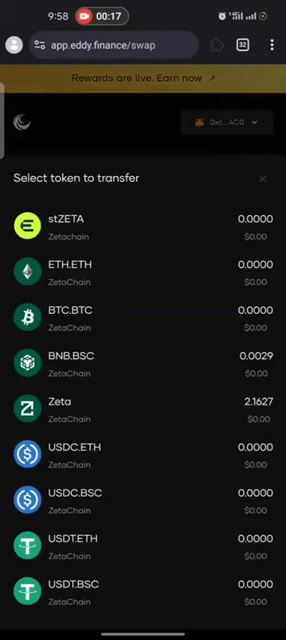 9:58
00:17
app.eddy.finance/swap
32
Rewards are live. Earn now ↗
0xc...4C0
Select token to transfer
stZETA
0.0000
Zetachain
$0.00
ETH.ETH
0.0000
ZetaChain
$0.00
BTC.BTC
0.0000
ZetaChain
$0.00
BNB.BSC
0.0029
ZetaChain
$0.00
Zeta
2.1627
ZetaChain
$0.00
USDC.ETH
0.0000
ZetaChain
$0.00
USDC.BSC
0.0000
ZetaChain
$0.00
USDT.ETH
0.0000
ZetaChain
$0.00
USDT.BSC
0.0000
ZetaChain
$0.00